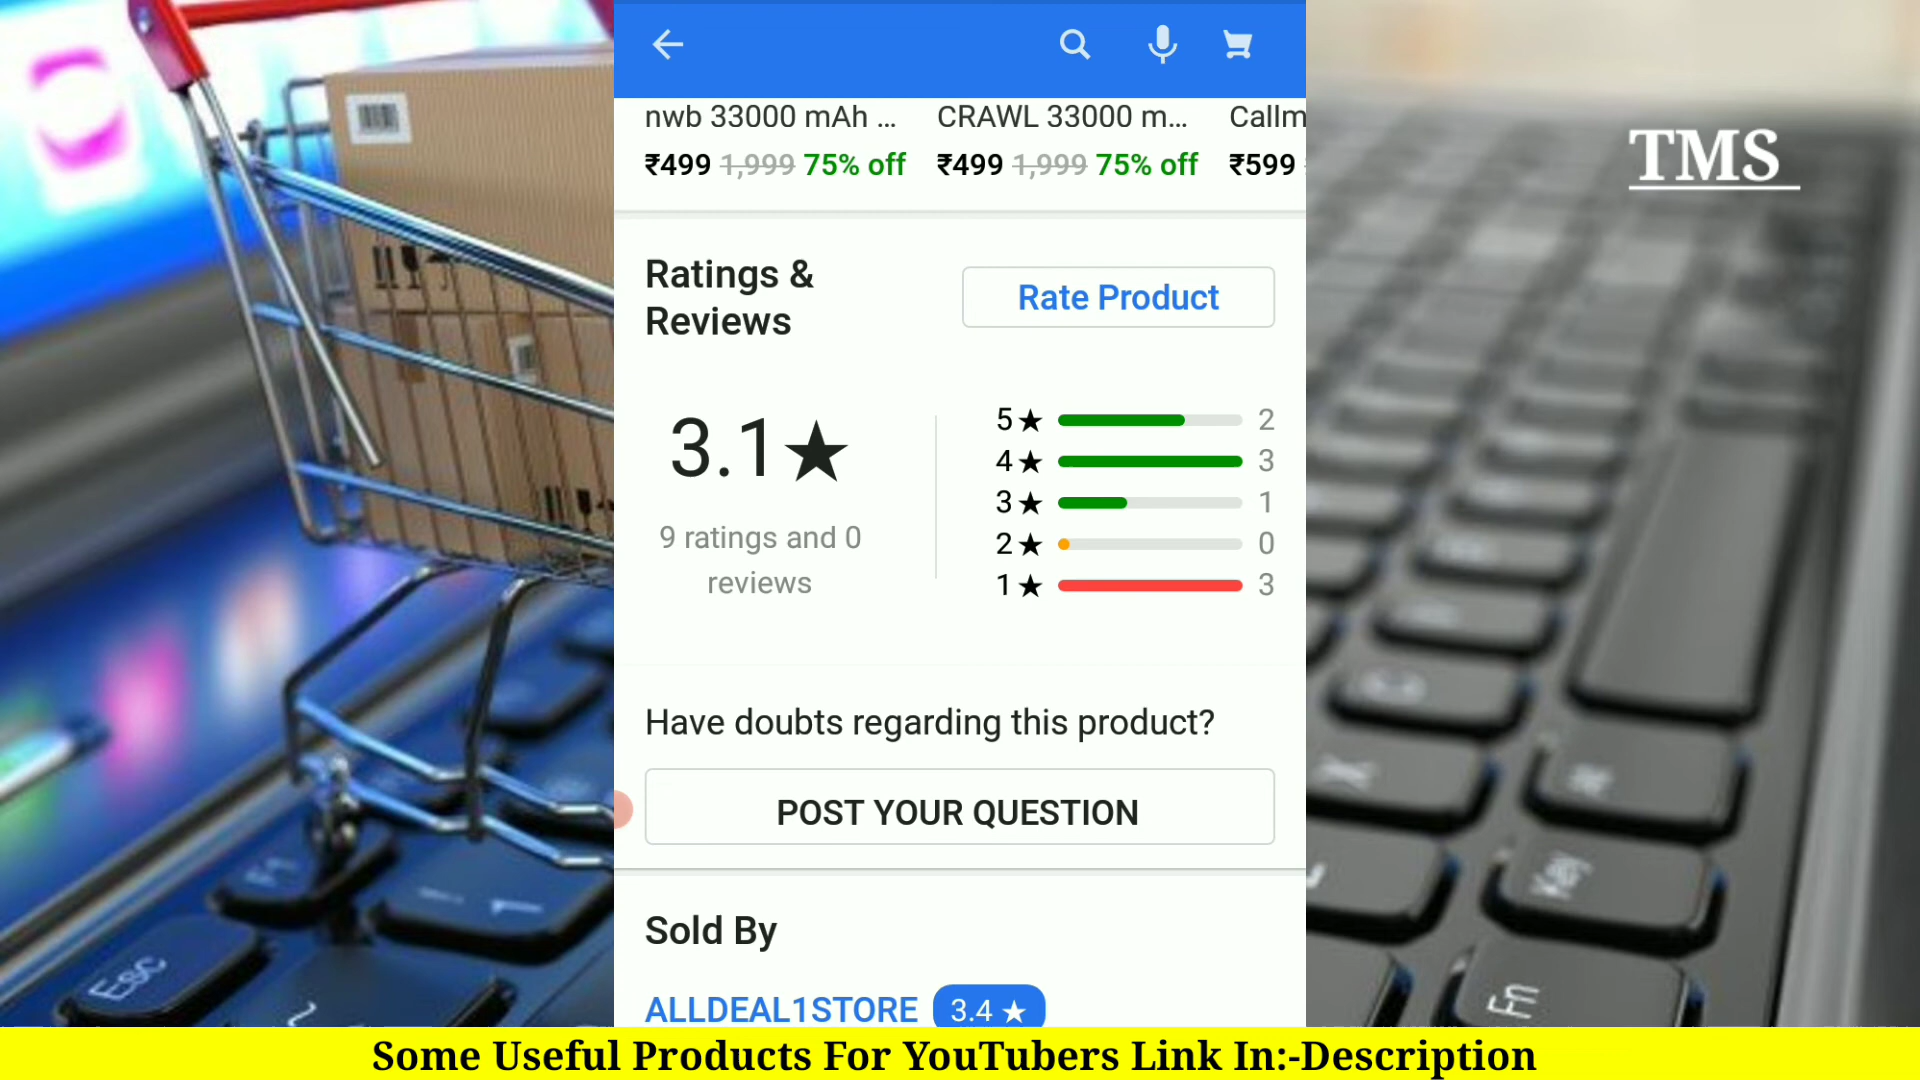 nwb 33000 mAh ...
CRAWL 33000 m...
Callm
₹499 1,999 75% off
₹499 1,999 75% off
₹599
TMS
Ratings &
Reviews
Rate Product
3.1★
9 ratings and 0
reviews
5★ 2
4★ 3
3★ 1
2★ 0
1★ 3
Have doubts regarding this product?
POST YOUR QUESTION
Sold By
ALLDEAL1STORE 3.4 ★
Esc
Fn
Some Useful Products For YouTubers Link In:-Description